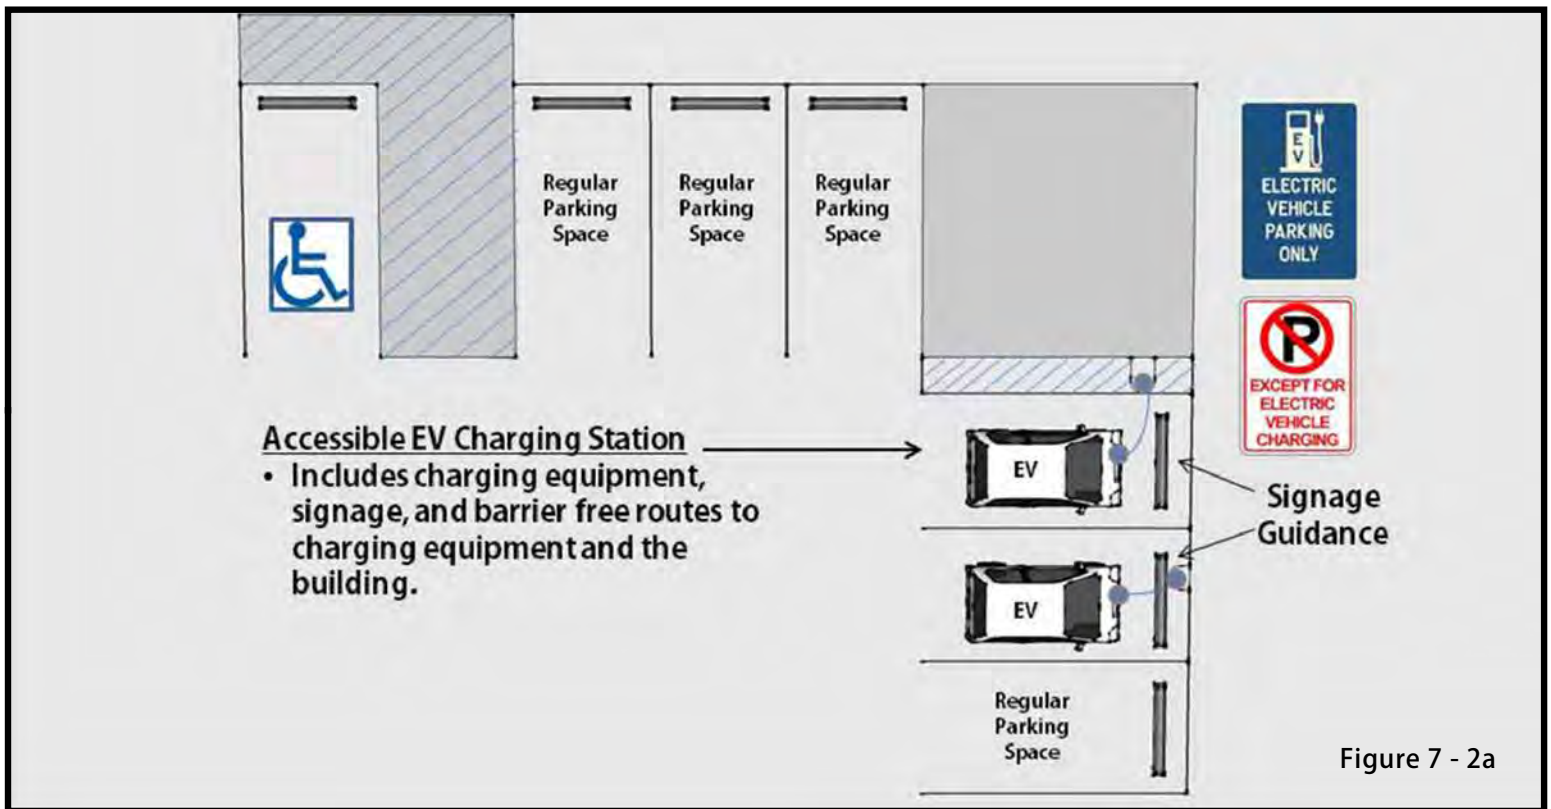 Regular
Parking
Space
Regular
Parking
Space
Regular
Parking
Space
EV
ELECTRIC
VEHICLE
PARKING
ONLY
P
EXCEPT FOR
ELECTRIC
VEHICLE
CHARGING
Accessible EV Charging Station
• Includes charging equipment,
signage, and barrier free routes to
charging equipment and the
building.
EV
Signage
Guidance
EV
Regular
Parking
Space
Figure 7 - 2a